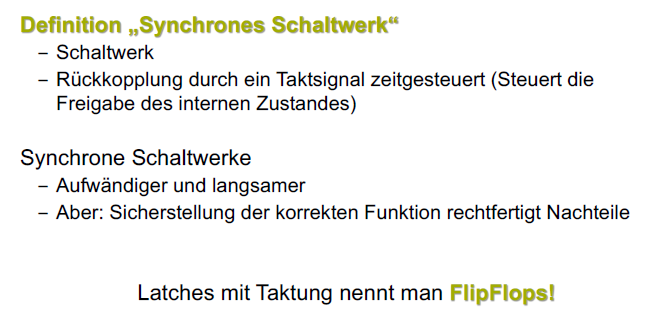 Definition „Synchrones Schaltwerk“
– Schaltwerk
– Rückkopplung durch ein Taktsignal zeitgesteuert (Steuert die
Freigabe des internen Zustandes)
Synchrone Schaltwerke
– Aufwändiger und langsamer
– Aber: Sicherstellung der korrekten Funktion rechtfertigt Nachteile
Latches mit Taktung nennt man FlipFlops!